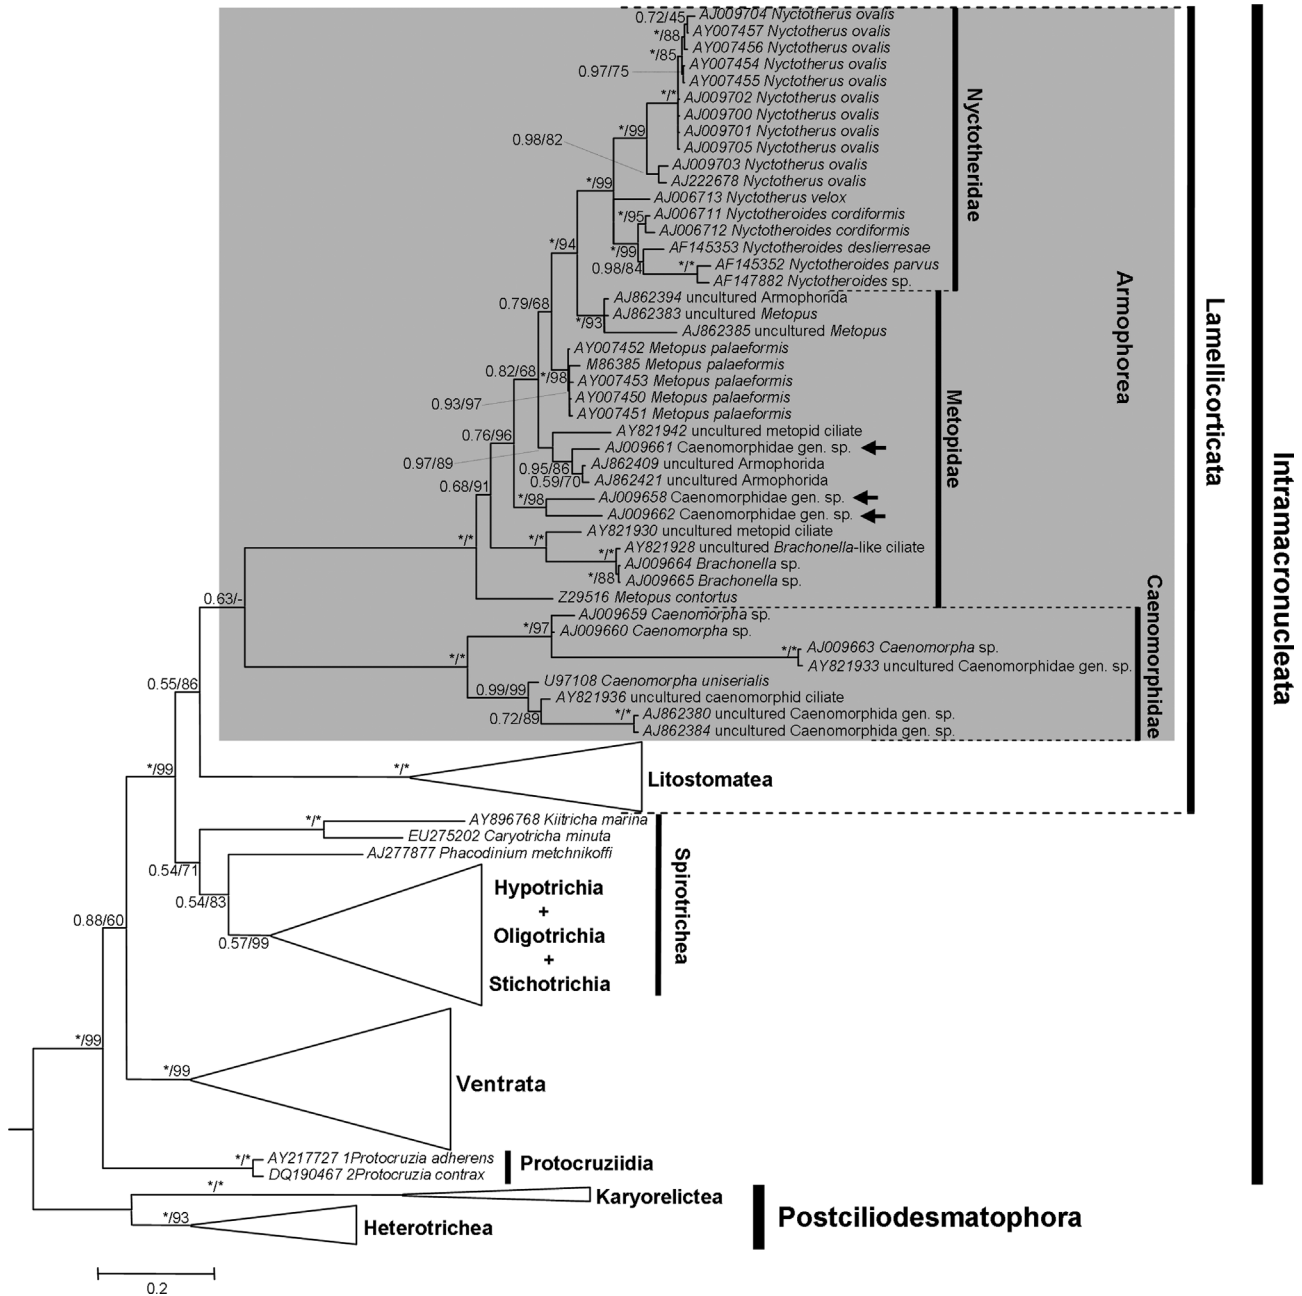 0.72/45
AJ009704 Nyctotherus ovalis
AY007457 Nyctotherus ovalis
*/88
AY007456 Nyctotherus ovalis
*/85
AY007454 Nyctotherus ovalis
0.97/75
AY007455 Nyctotherus ovalis
*/*
AJ009702 Nyctotherus ovalis
AJ009700 Nyctotherus ovalis
*/99
AJ009701 Nyctotherus ovalis
0.98/82
AJ009705 Nyctotherus ovalis
AJ009703 Nyctotherus ovalis
*/99
AJ222678 Nyctotherus ovalis
AJ006713 Nyctotherus velox
*/95
AJ006711 Nyctotheroides cordiformis
AJ006712 Nyctotheroides cordiformis
*/94
*/99
AF145353 Nyctotheroides deslierresae
0.98/84
*/*
AF145352 Nyctotheroides parvus
AF147882 Nyctotheroides sp.
Nyctotheridae
0.79/68
AJ862394 uncultured Armophorida
AJ862383 uncultured Metopus
*/93
AJ862385 uncultured Metopus
AY007452 Metopus palaeformis
0.82/68
M86385 Metopus palaeformis
*/98
AY007453 Metopus palaeformis
0.93/97
AY007450 Metopus palaeformis
AY007451 Metopus palaeformis
0.76/96
AY821942 uncultured metopid ciliate
AJ009661 Caenomorphidae gen. sp.
0.97/89
0.95/86
AJ862409 uncultured Armophorida
0.59/70
AJ862421 uncultured Armophorida
0.68/91
*/98
AJ009658 Caenomorphidae gen. sp.
AJ009662 Caenomorphidae gen. sp.
AY821930 uncultured metopid ciliate
*/*
*/*
AY821928 uncultured Brachonella-like ciliate
*/*
AJ009664 Brachonella sp.
*/88
AJ009665 Brachonella sp.
Z29516 Metopus contortus
Metopidae
0.63/-
AJ009659 Caenomorpha sp.
*/97
AJ009660 Caenomorpha sp.
*/*
AJ009663 Caenomorpha sp.
*/*
AY821933 uncultured Caenomorphidae gen. sp.
U97108 Caenomorpha uniserialis
0.99/99
AY821936 uncultured caenomorphid ciliate
0.72/89
*/*
AJ862380 uncultured Caenomorphida gen. sp.
AJ862384 uncultured Caenomorphida gen. sp.
Caenomorphidae
Armophorea
0.55/86
*/99
*/*
Litostomatea
Lamellicorticata
*/*
AY896768 Kiitricha marina
EU275202 Caryotricha minuta
AJ277877 Phacodinium metchnikoffi
0.54/71
0.54/83
0.57/99
Hypotrichia
+
Oligotrichia
+
Stichotrichia
Spirotrichea
0.88/60
*/99
*/99
Ventrata
*/*
AY217727 1Protocruzia adherens
DQ190467 2Protocruzia contrax
Protocruziidia
Intramacronucleata
*/*
Karyorelictea
*/93
Heterotrichea
Postciliodesmatophora
0.2